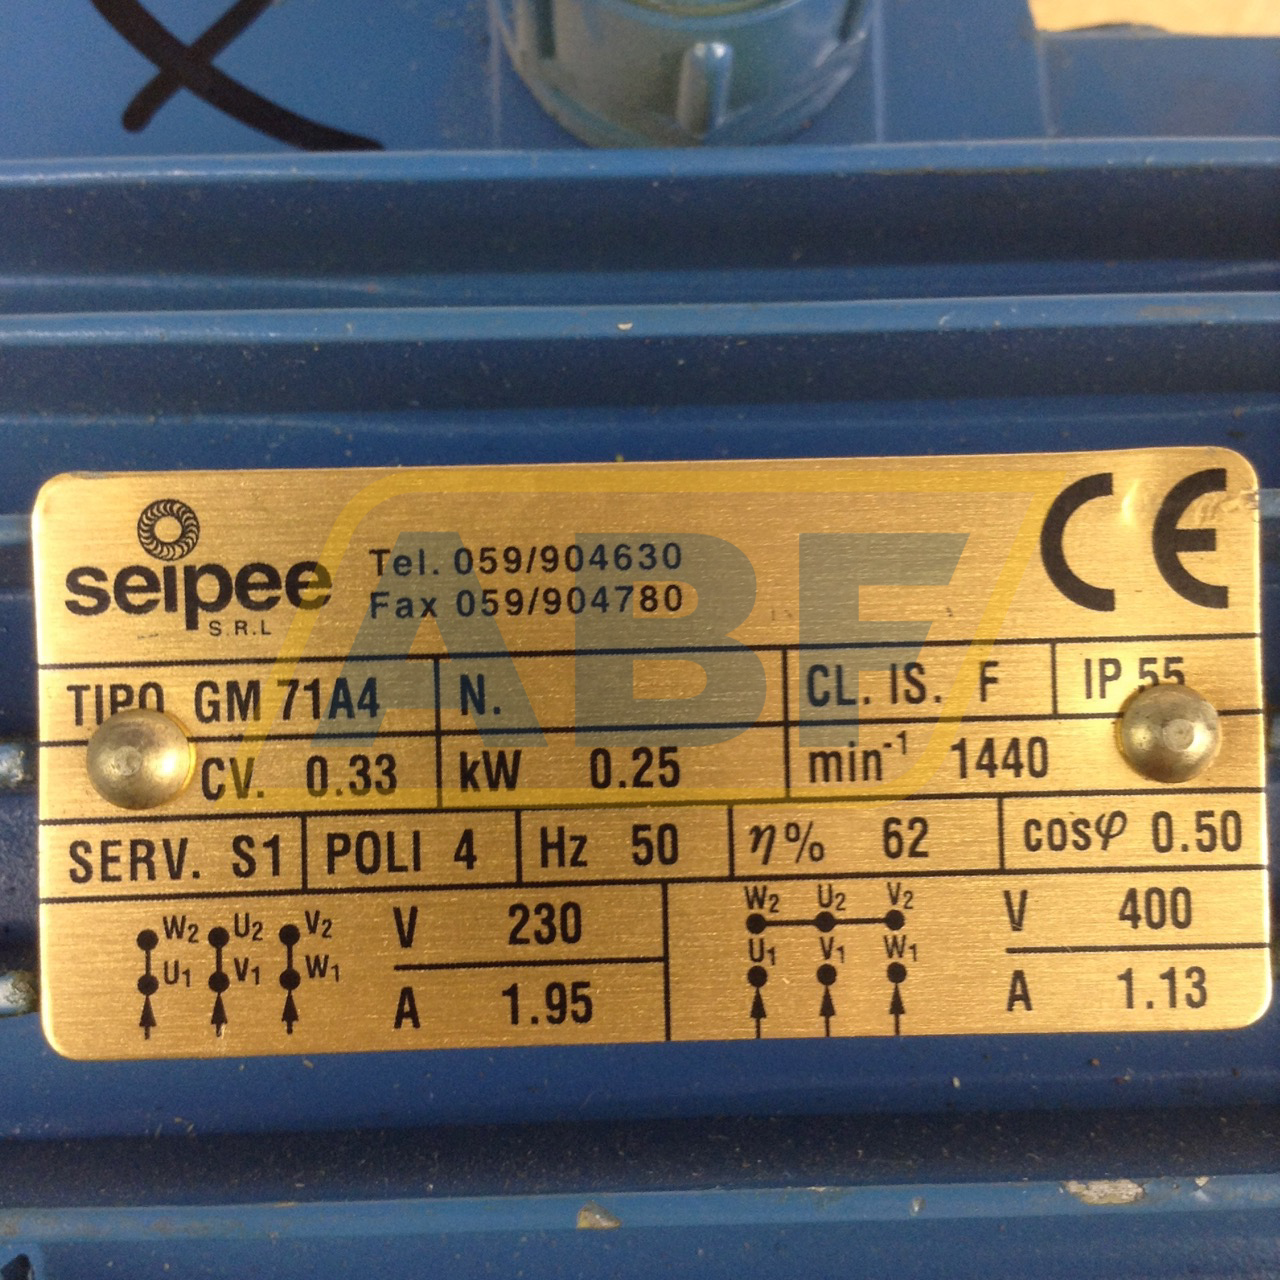 seipee
S.R.L
Tel. 059/904630
Fax 059/904780
CE
ABF
TIPO GM 71A4 N. CL. IS. F IP 55
CV. 0.33 kW 0.25 min-1 1440
SERV. S1 POLI 4 Hz 50 η% 62 cosφ 0.50
W2 U2 V2
U1 V1 W1
V 230
A 1.95
W2 U2 V2
U1 V1 W1
V 400
A 1.13